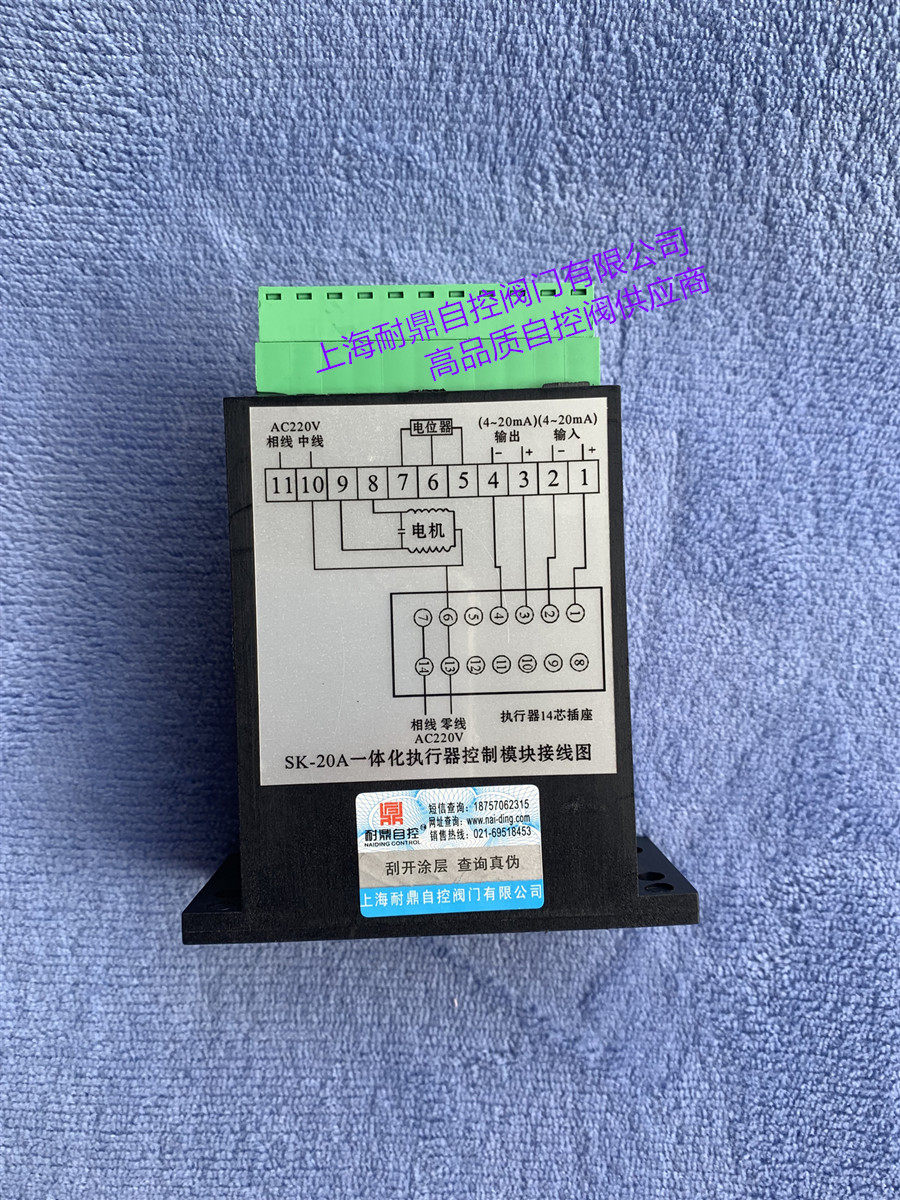 上海耐鼎自控阀门有限公司
高品质自控阀供应商
AC220V
相线 中线
电位器
(4~20mA) (4~20mA)
输出 输入
− + − +
11 10 9 8 7 6 5 4 3 2 1
电机
⑦ ⑥ ⑤ ④ ③ ② ①
⑭ ⑬ ⑫ ⑪ ⑩ ⑨ ⑧
相线 零线
AC220V
执行器14芯插座
SK-20A一体化执行器控制模块接线图
鼎
耐鼎自控®
NAIDING CONTROL
短信查询：18757062315
网址查询：www.nai-ding.com
销售热线：021-69518453
刮开涂层 查询真伪
上海耐鼎自控阀门有限公司